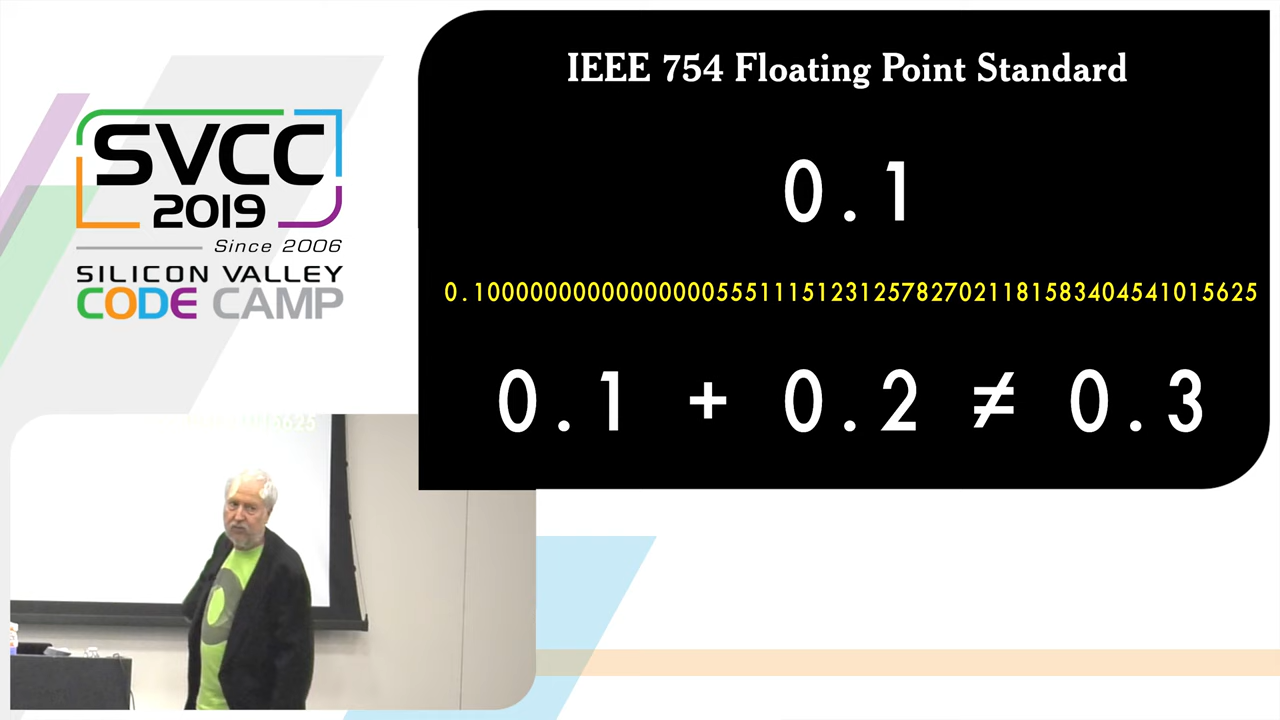 SVCC
2019
Since 2006
SILICON VALLEY
CODE CAMP
IEEE 754 Floating Point Standard
0.1
0.1000000000000000055511151231257827021181583404541015625
0.1 + 0.2 ≠ 0.3